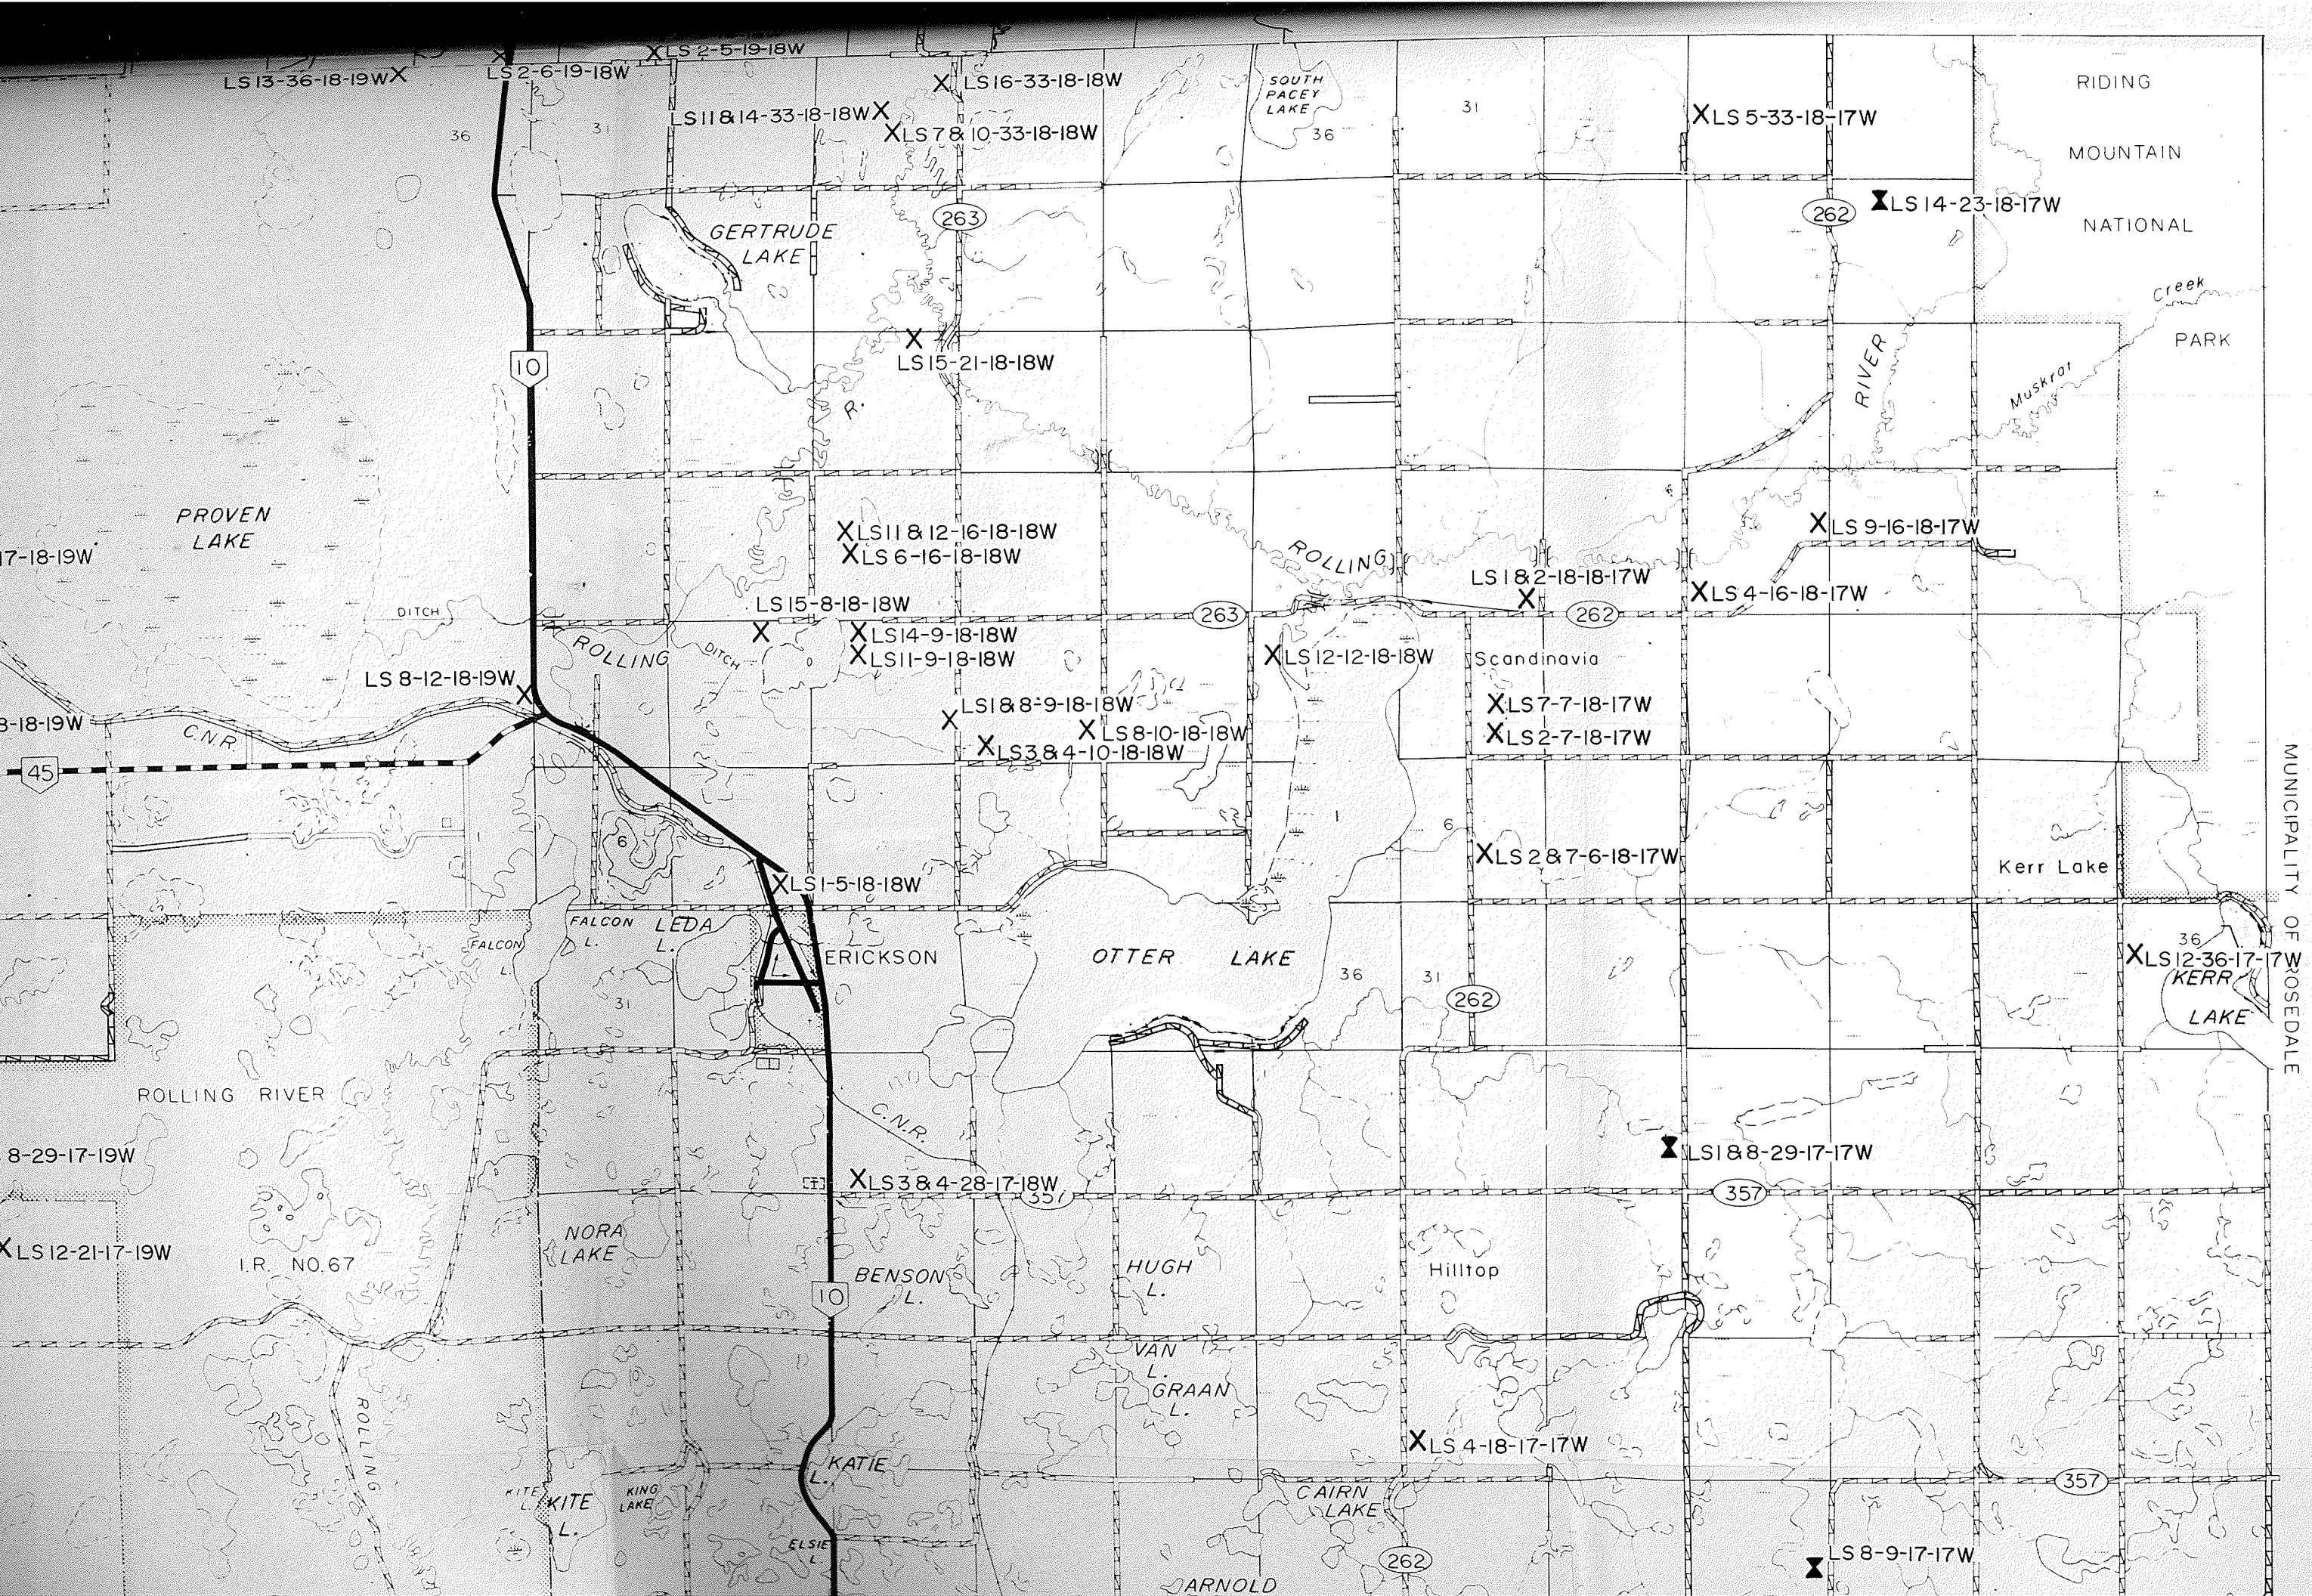 LS 2-5-19-18W
LS 13-36-18-19W
LS 2-6-19-18W
LS 16-33-18-18W
SOUTH
PACEY
LAKE
RIDING
LS 11 & 14-33-18-18W
31
LS 5-33-18-17W
36
31
LS 7 & 10-33-18-18W
36
MOUNTAIN
263
262
LS 14-23-18-17W
GERTRUDE
LAKE
NATIONAL
Creek
PARK
10
LS 15-21-18-18W
RIVER
Muskrat
R.
PROVEN
LAKE
LS 11 & 12-16-18-18W
LS 9-16-18-17W
17-18-19W
LS 6-16-18-18W
ROLLING
LS 1 & 2-18-18-17W
LS 4-16-18-17W
LS 15-8-18-18W
DITCH
263
262
LS 14-9-18-18W
ROLLING
DITCH
LS 11-9-18-18W
LS 12-12-18-18W
Scandinavia
LS 8-12-18-19W
LS 1 & 8-9-18-18W
LS 7-7-18-17W
8-18-19W
C.N.R.
LS 8-10-18-18W
LS 2-7-18-17W
LS 3 & 4-10-18-18W
45
MUNICIPALITY OF ROSEDALE
1
6
6
LS 2 & 7-6-18-17W
Kerr Lake
LS 1-5-18-18W
FALCON
L.
LEDA
L.
FALCON
L
ERICKSON
OTTER LAKE
36
LS 12-36-17-17W
36
31
KERR
LAKE
262
31
ROLLING RIVER
C.N.R.
8-29-17-19W
LS 1 & 8-29-17-17W
LS 3 & 4-28-17-18W
357
357
NORA
LAKE
LS 12-21-17-19W
I.R. NO. 67
BENSON
L.
HUGH
L.
Hilltop
10
VAN
L.
GRAAN
L.
ROLLING
LS 4-18-17-17W
KATIE
L.
357
KITE
L.
KITE
L.
KING
LAKE
CAIRN
LAKE
ELSIE
L.
262
LS 8-9-17-17W
ARNOLD